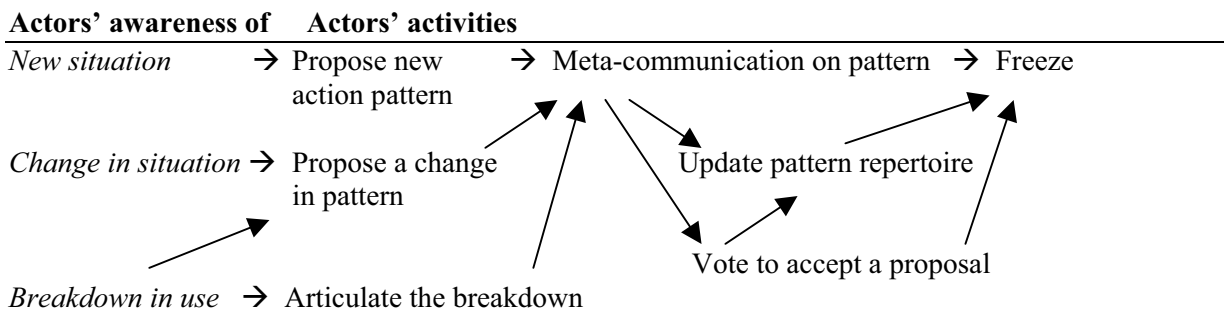 Actors’ awareness of Actors’ activities
New situation → Propose new → Meta-communication on pattern → Freeze
action pattern
Change in situation → Propose a change Update pattern repertoire
in pattern
Vote to accept a proposal
Breakdown in use → Articulate the breakdown